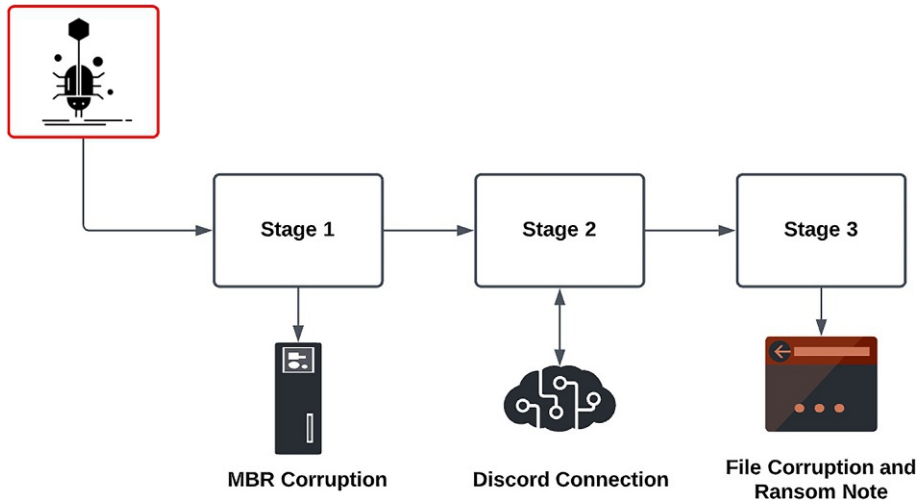 Stage 1
Stage 2
Stage 3
MBR Corruption
Discord Connection
File Corruption and
Ransom Note